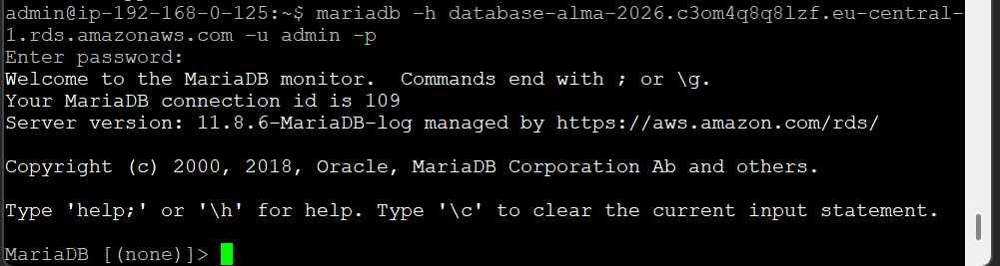 admin@ip-192-168-0-125:~$ mariadb -h database-alma-2026.c3om4q8q8lzf.eu-central-
1.rds.amazonaws.com -u admin -p
Enter password:
Welcome to the MariaDB monitor.  Commands end with ; or \g.
Your MariaDB connection id is 109
Server version: 11.8.6-MariaDB-log managed by https://aws.amazon.com/rds/
Copyright (c) 2000, 2018, Oracle, MariaDB Corporation Ab and others.
Type 'help;' or '\h' for help. Type '\c' to clear the current input statement.
MariaDB [(none)]>